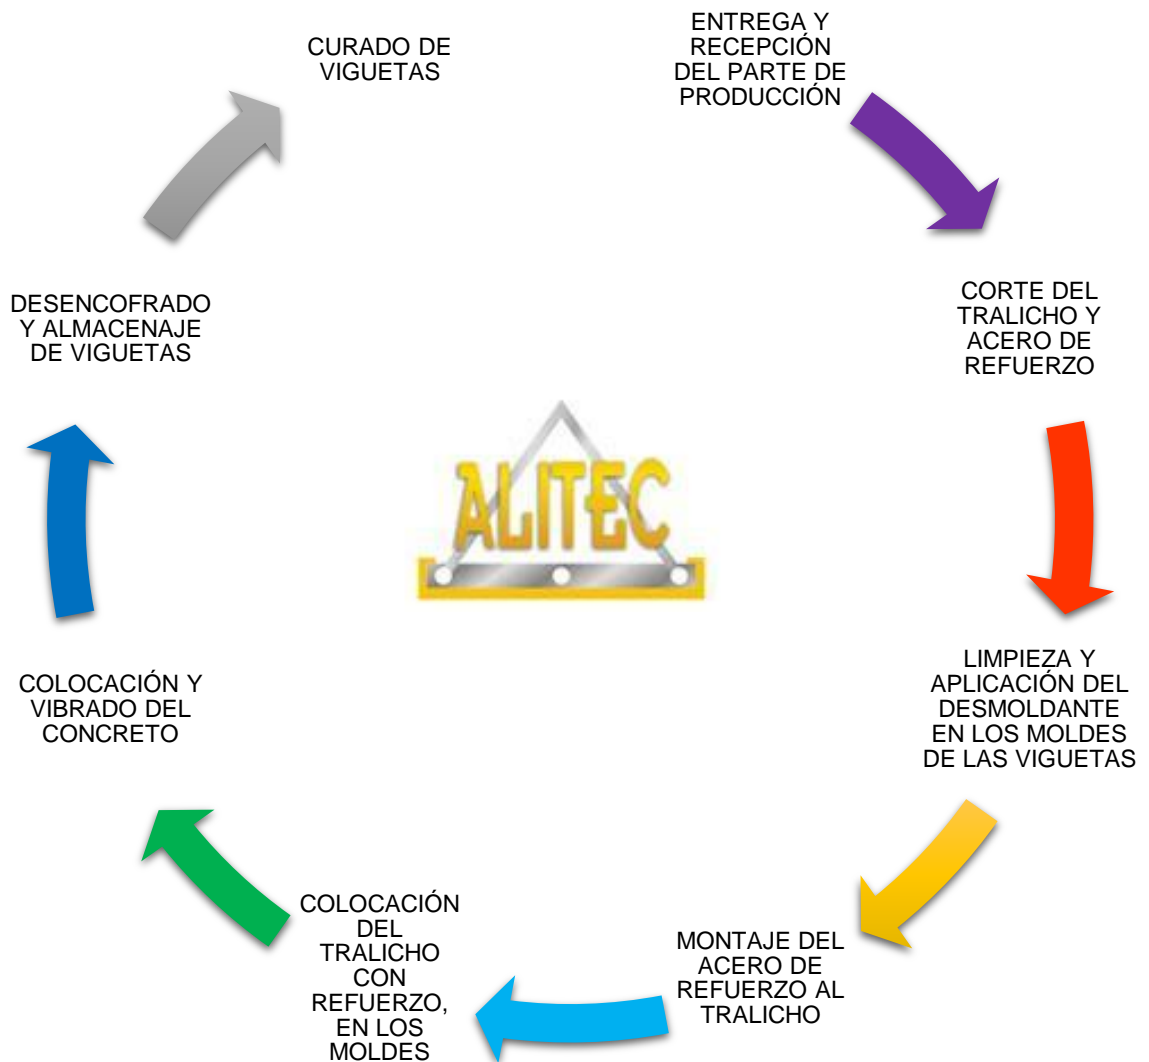 ENTREGA Y
RECEPCIÓN
DEL PARTE DE
PRODUCCIÓN
CORTE DEL
TRALICHO Y
ACERO DE
REFUERZO
LIMPIEZA Y
APLICACIÓN DEL
DESMOLDANTE
EN LOS MOLDES
DE LAS VIGUETAS
MONTAJE DEL
ACERO DE
REFUERZO AL
TRALICHO
COLOCACIÓN
DEL
TRALICHO
CON
REFUERZO,
EN LOS
MOLDES
COLOCACIÓN Y
VIBRADO DEL
CONCRETO
DESENCOFRADO
Y ALMACENAJE
DE VIGUETAS
CURADO DE
VIGUETAS
ALITEC